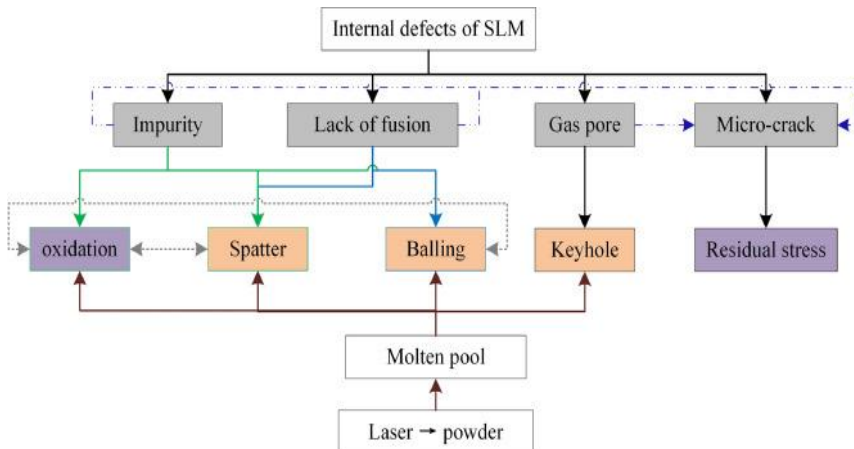 Internal defects of SLM
Impurity
Lack of fusion
Gas pore
Micro-crack
oxidation
Spatter
Balling
Keyhole
Residual stress
Molten pool
Laser → powder